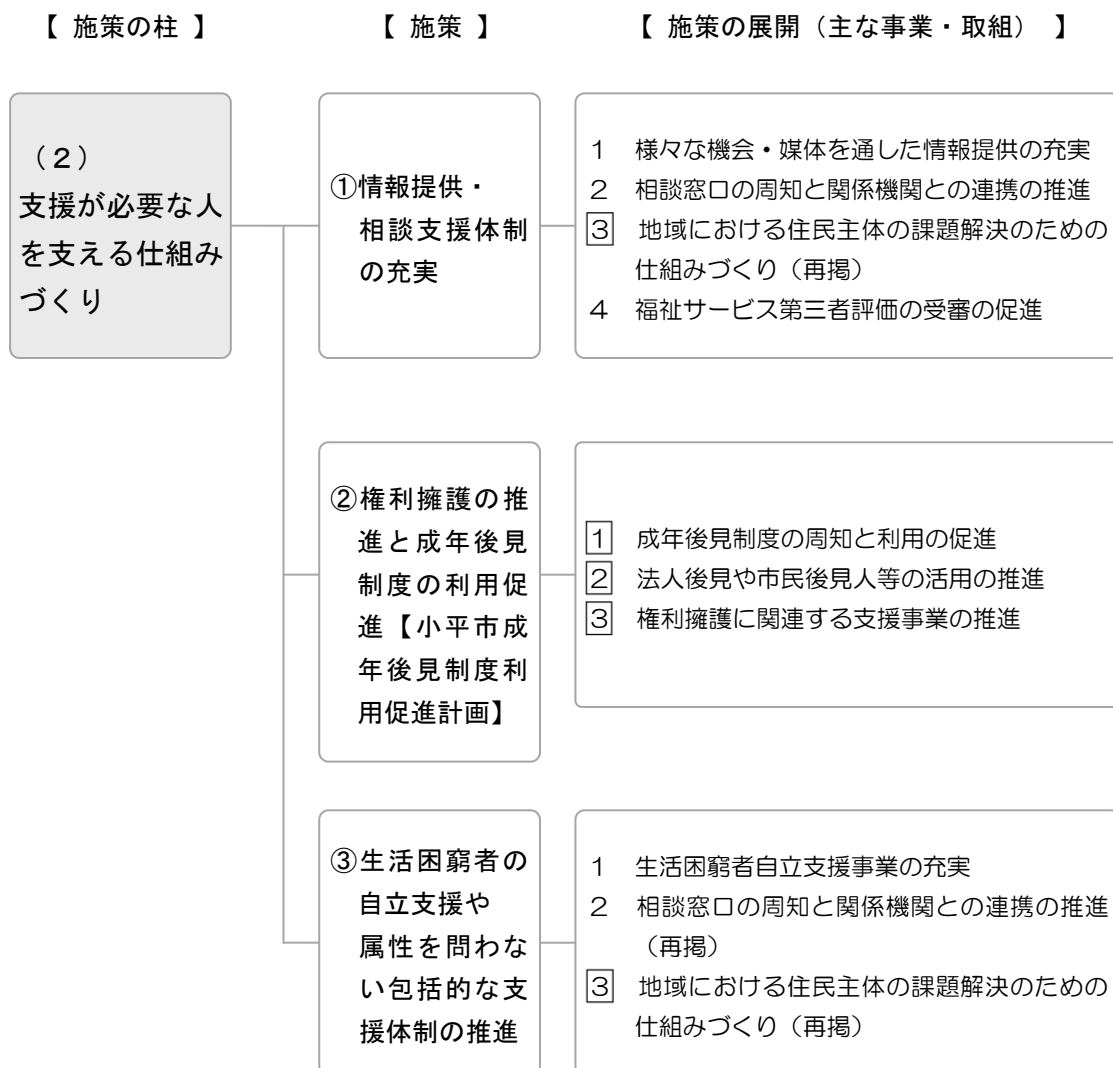 【 施策の柱 】
【 施策 】
【 施策の展開（主な事業・取組） 】
（２）
支援が必要な人
を支える仕組み
づくり
①情報提供・
相談支援体制
の充実
１ 様々な機会・媒体を通した情報提供の充実
２ 相談窓口の周知と関係機関との連携の推進
３ 地域における住民主体の課題解決のための
仕組みづくり（再掲）
４ 福祉サービス第三者評価の受審の促進
②権利擁護の推
進と成年後見
制度の利用促
進【小平市成
年後見制度利
用促進計画】
１ 成年後見制度の周知と利用の促進
２ 法人後見や市民後見人等の活用の推進
３ 権利擁護に関連する支援事業の推進
③生活困窮者の
自立支援や
属性を問わな
い包括的な支
援体制の推進
１ 生活困窮者自立支援事業の充実
２ 相談窓口の周知と関係機関との連携の推進
（再掲）
３ 地域における住民主体の課題解決のための
仕組みづくり（再掲）